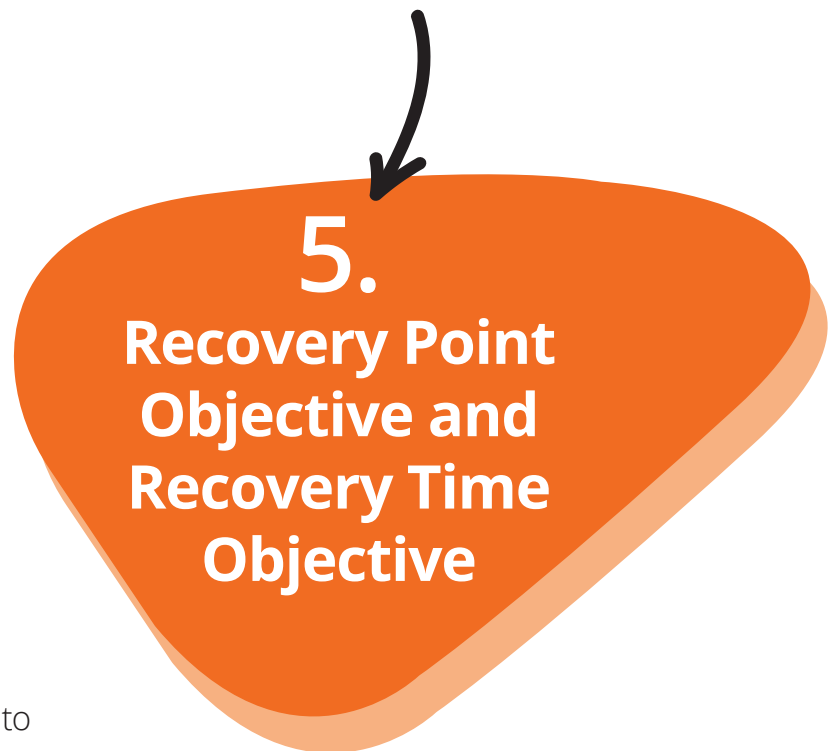 5.
Recovery Point
Objective and
Recovery Time
Objective
to